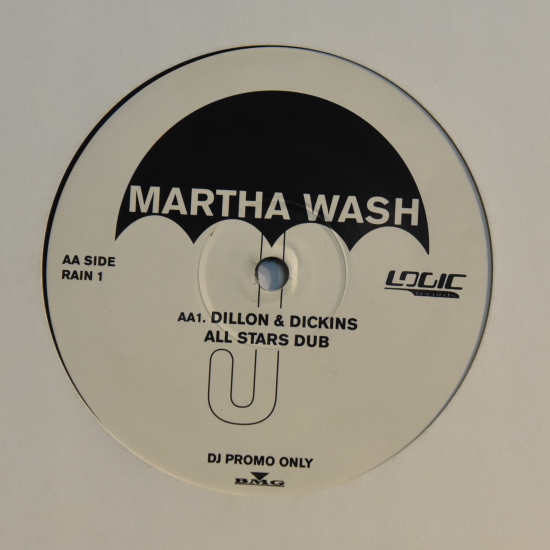 MARTHA WASH
AA SIDE
RAIN 1
LOGIC
AA1. DILLON & DICKINS
ALL STARS DUB
DJ PROMO ONLY
BMG